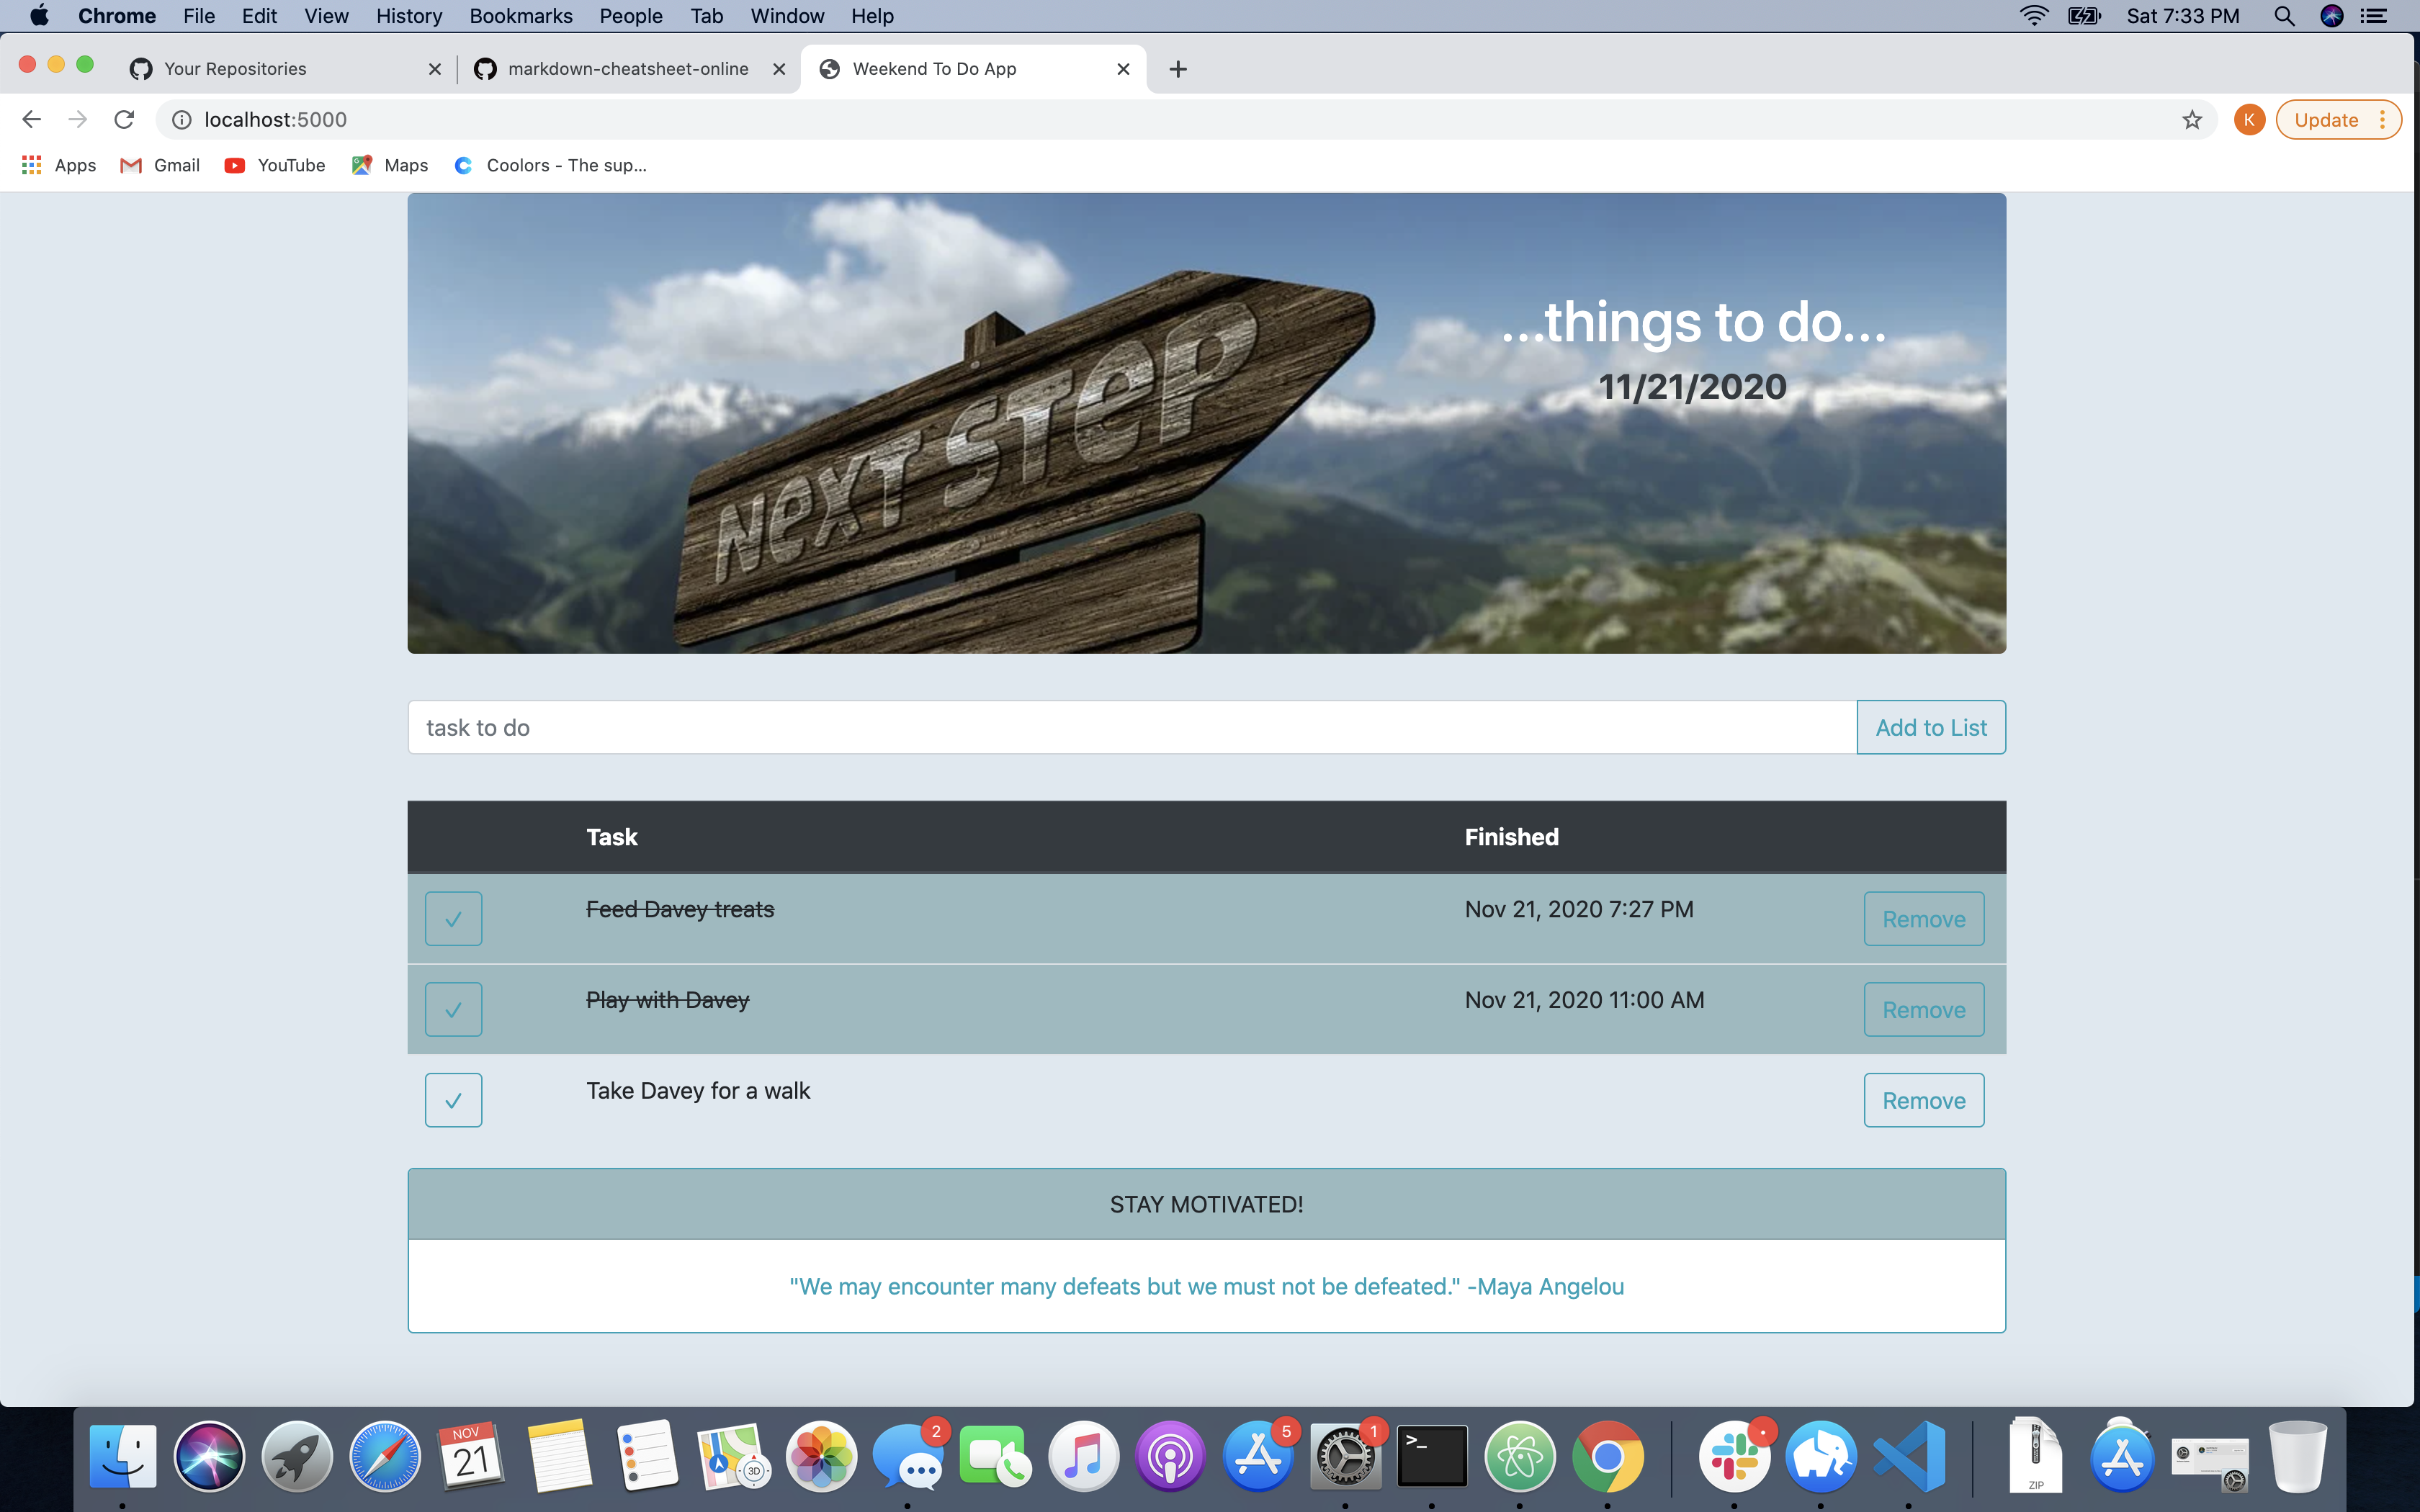 Chrome File Edit View History Bookmarks People Tab Window Help Sat 7:33 PM
Your Repositories markdown-cheatsheet-online Weekend To Do App
localhost:5000 K Update
Apps Gmail YouTube Maps Coolors - The sup...
...things to do...
11/21/2020
NexT STeP
task to do Add to List
Task Finished
Feed Davey treats Nov 21, 2020 7:27 PM Remove
Play with Davey Nov 21, 2020 11:00 AM Remove
Take Davey for a walk Remove
STAY MOTIVATED!
"We may encounter many defeats but we must not be defeated." -Maya Angelou
NOV 2 5 1
21 3D >_ ZIP